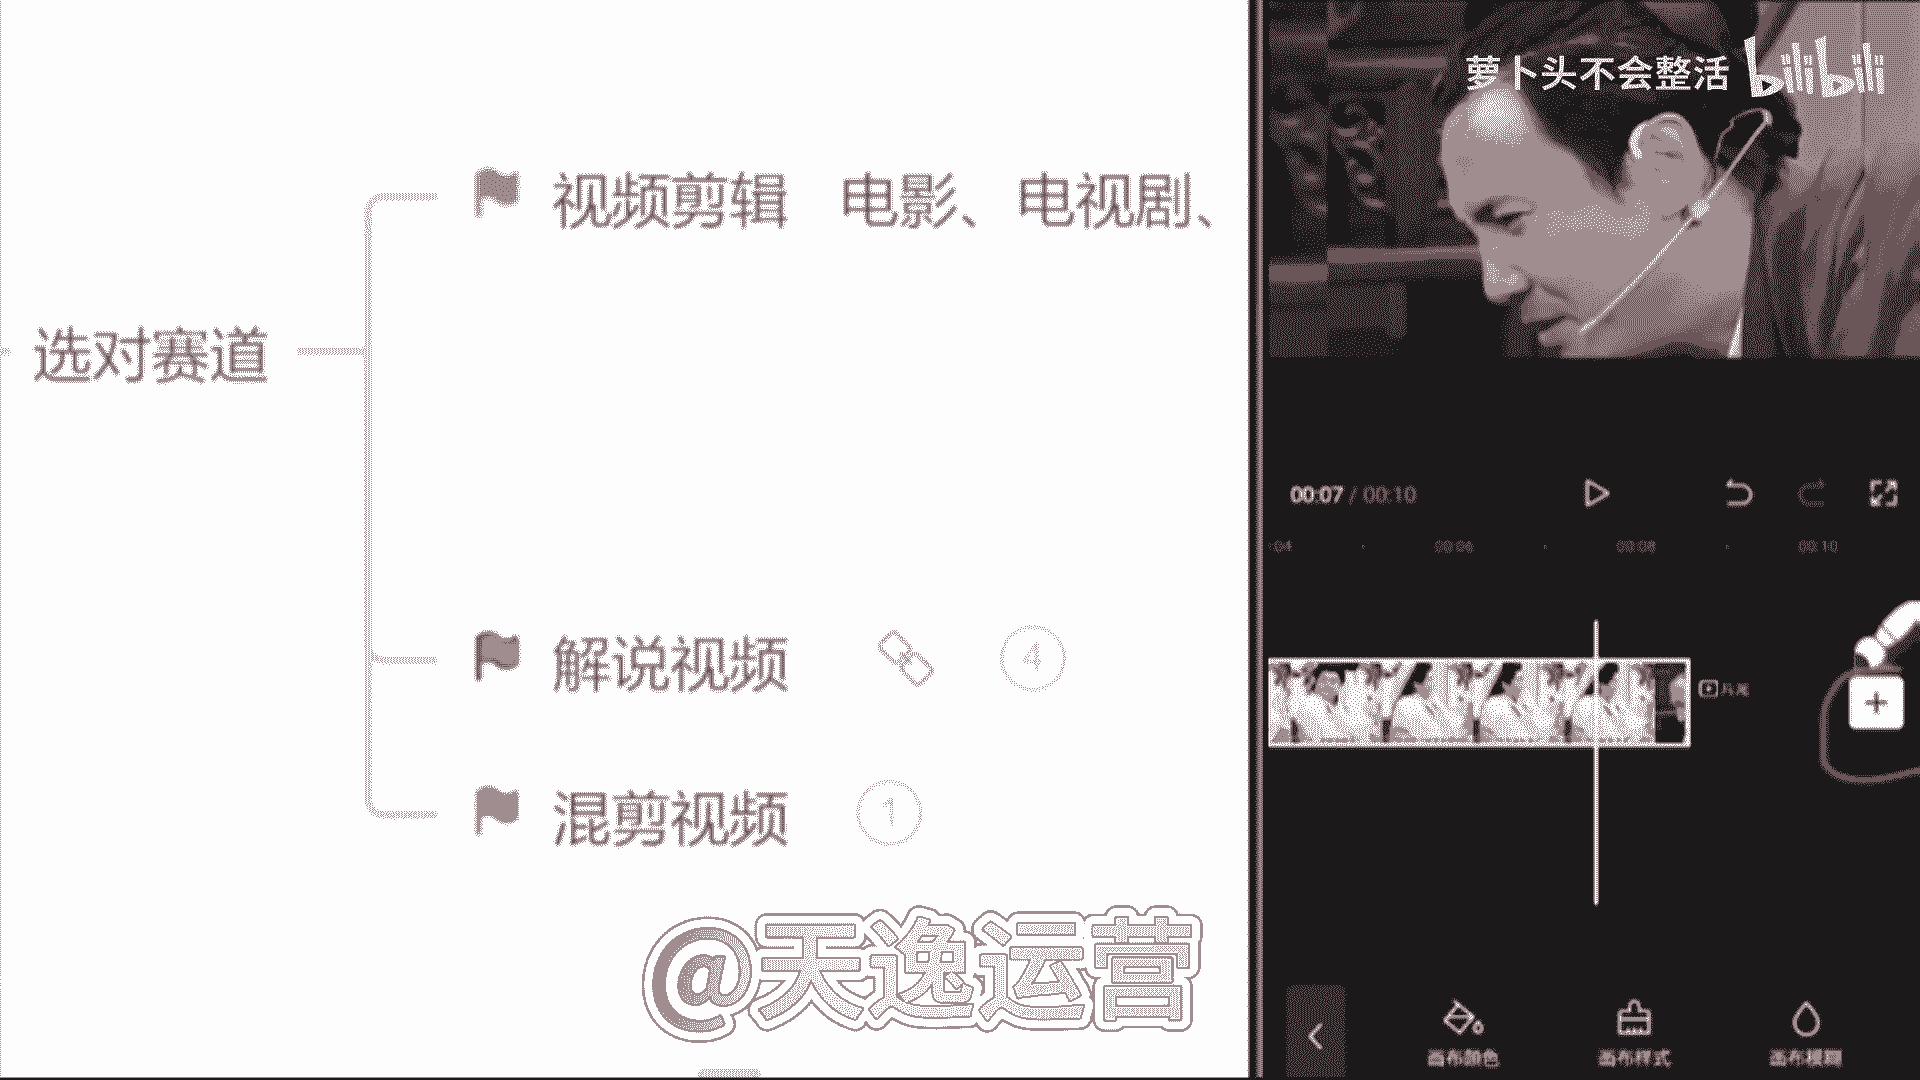 萝卜头不会整活 bilibili
视频剪辑 电影、电视剧、
选对赛道
解说视频 4
混剪视频 1
@天逸运营
00:07 / 00:10
:04 00:06 00:08 00:10
片尾
画布颜色 画布样式 画布模糊